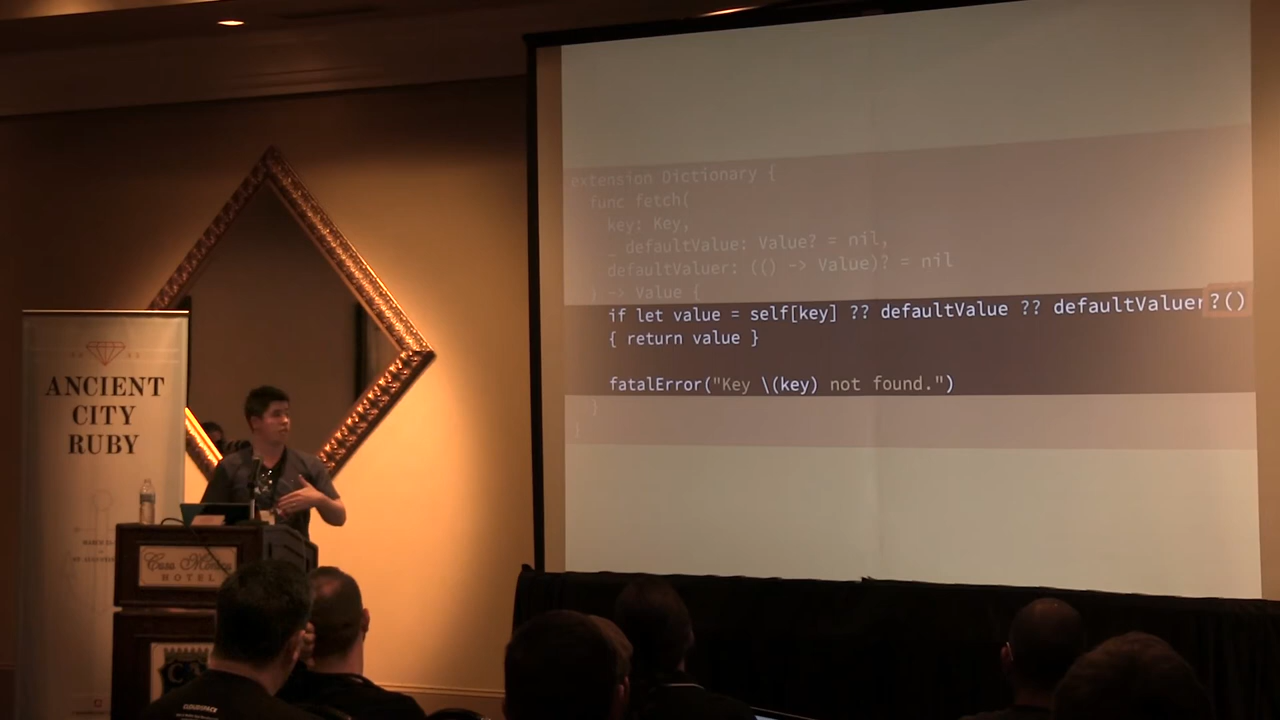 extension Dictionary {
func fetch(
key: Key,
_ defaultValue: Value? = nil,
defaultValuer: (() -> Value)? = nil
) -> Value {
if let value = self[key] ?? defaultValue ?? defaultValuer?()
{ return value }
fatalError("Key \(key) not found.")
}
}
ANCIENT
CITY
RUBY
Casa Monica
HOTEL